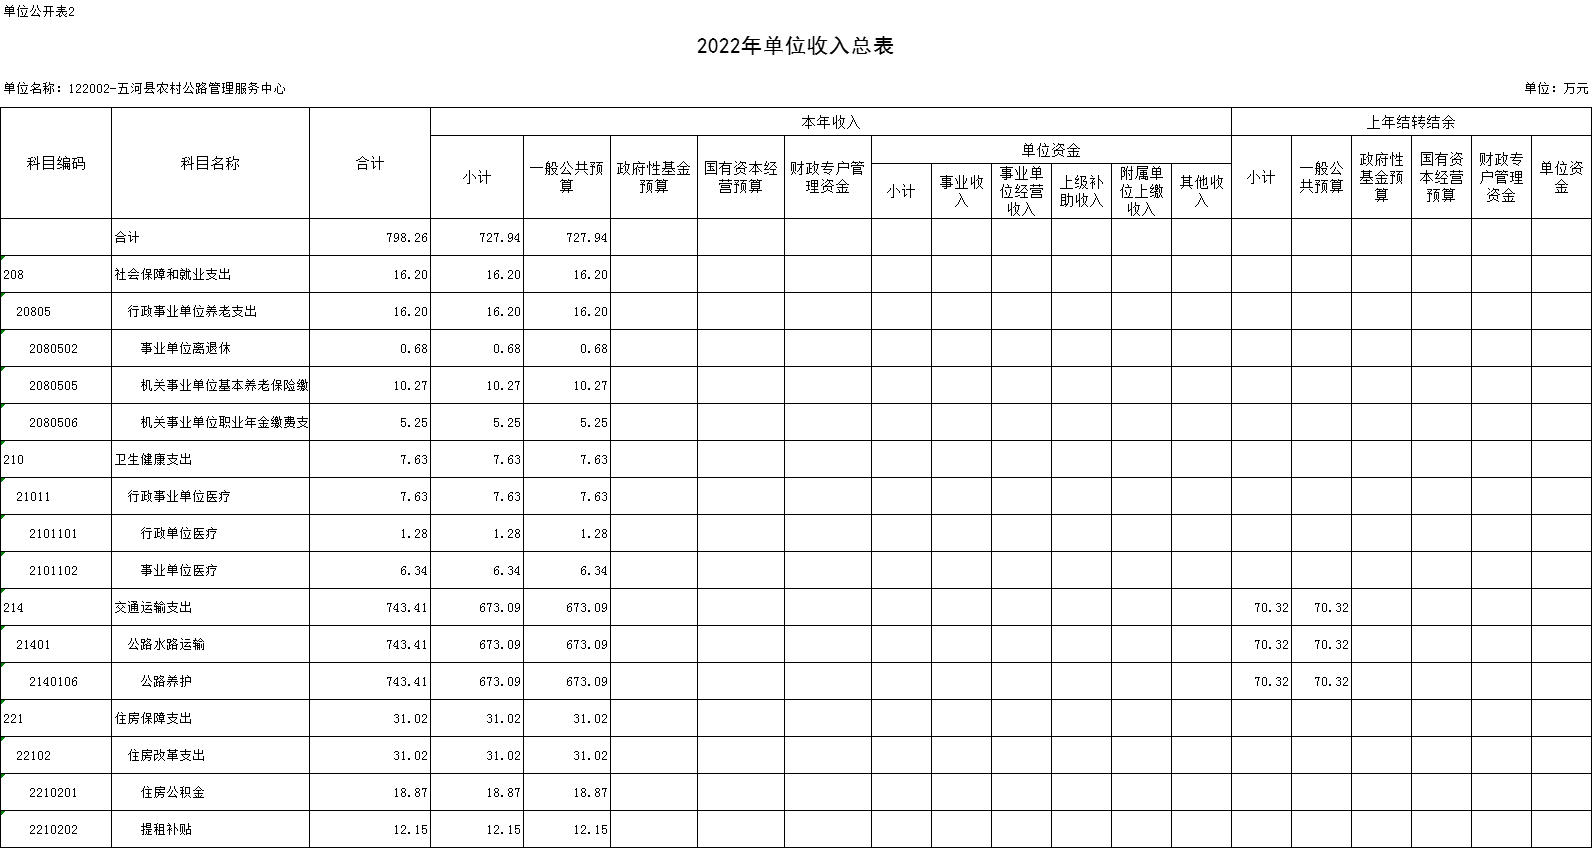 单位公开表2
2022年单位收入总表
单位名称：122002-五河县农村公路管理服务中心 单位：万元
科目编码 科目名称 合计 本年收入 上年结转结余
小计 一般公共预算 政府性基金预算 国有资本经营预算 财政专户管理资金 单位资金 小计 一般公共预算 政府性基金预算 国有资本经营预算 财政专户管理资金 单位资金
小计 事业收入 事业单位经营收入 上级补助收入 附属单位上缴收入 其他收入
合计 798.26 727.94 727.94
208 社会保障和就业支出 16.20 16.20 16.20
20805 行政事业单位养老支出 16.20 16.20 16.20
2080502 事业单位离退休 0.68 0.68 0.68
2080505 机关事业单位基本养老保险缴 10.27 10.27 10.27
2080506 机关事业单位职业年金缴费支 5.25 5.25 5.25
210 卫生健康支出 7.63 7.63 7.63
21011 行政事业单位医疗 7.63 7.63 7.63
2101101 行政单位医疗 1.28 1.28 1.28
2101102 事业单位医疗 6.34 6.34 6.34
214 交通运输支出 743.41 673.09 673.09 70.32 70.32
21401 公路水路运输 743.41 673.09 673.09 70.32 70.32
2140106 公路养护 743.41 673.09 673.09 70.32 70.32
221 住房保障支出 31.02 31.02 31.02
22102 住房改革支出 31.02 31.02 31.02
2210201 住房公积金 18.87 18.87 18.87
2210202 提租补贴 12.15 12.15 12.15